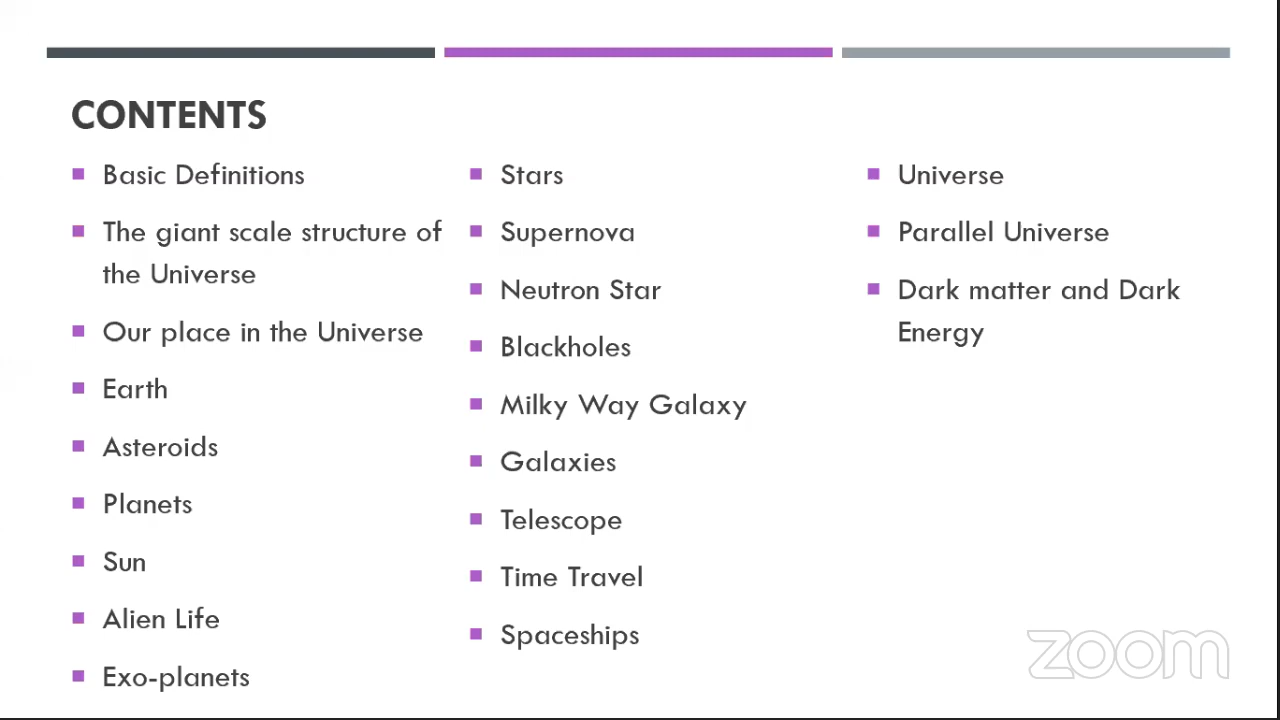 CONTENTS
Basic Definitions
The giant scale structure of
the Universe
Our place in the Universe
Earth
Asteroids
Planets
Sun
Alien Life
Exo-planets
Stars
Supernova
Neutron Star
Blackholes
Milky Way Galaxy
Galaxies
Telescope
Time Travel
Spaceships
Universe
Parallel Universe
Dark matter and Dark
Energy
zoom